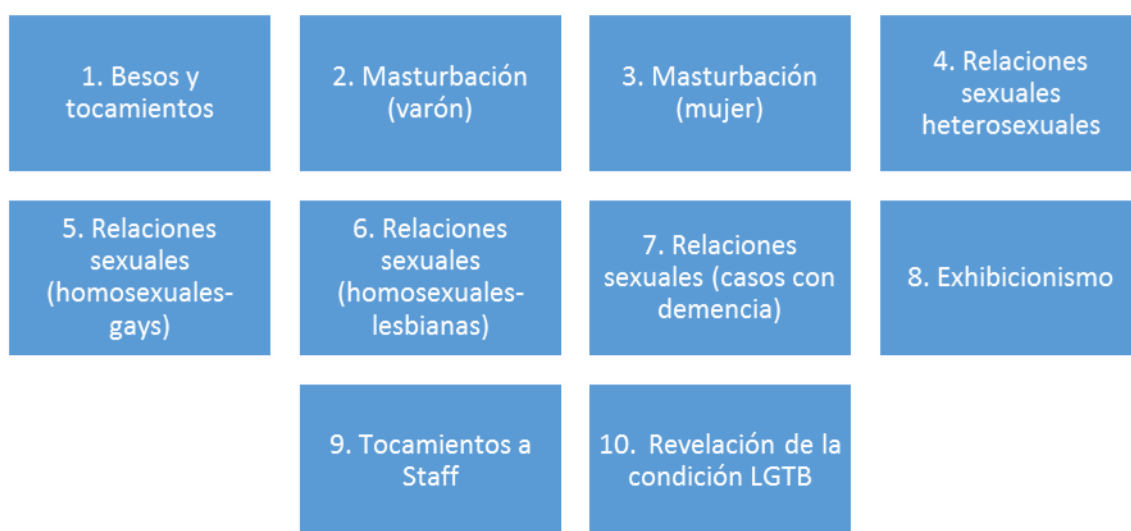 1. Besos y
tocamientos
2. Masturbación
(varón)
3. Masturbación
(mujer)
4. Relaciones
sexuales
heterosexuales
5. Relaciones
sexuales
(homosexuales-
gays)
6. Relaciones
sexuales
(homosexuales-
lesbianas)
7. Relaciones
sexuales (casos con
demencia)
8. Exhibicionismo
9. Tocamientos a
Staff
10. Revelación de la
condición LGTB